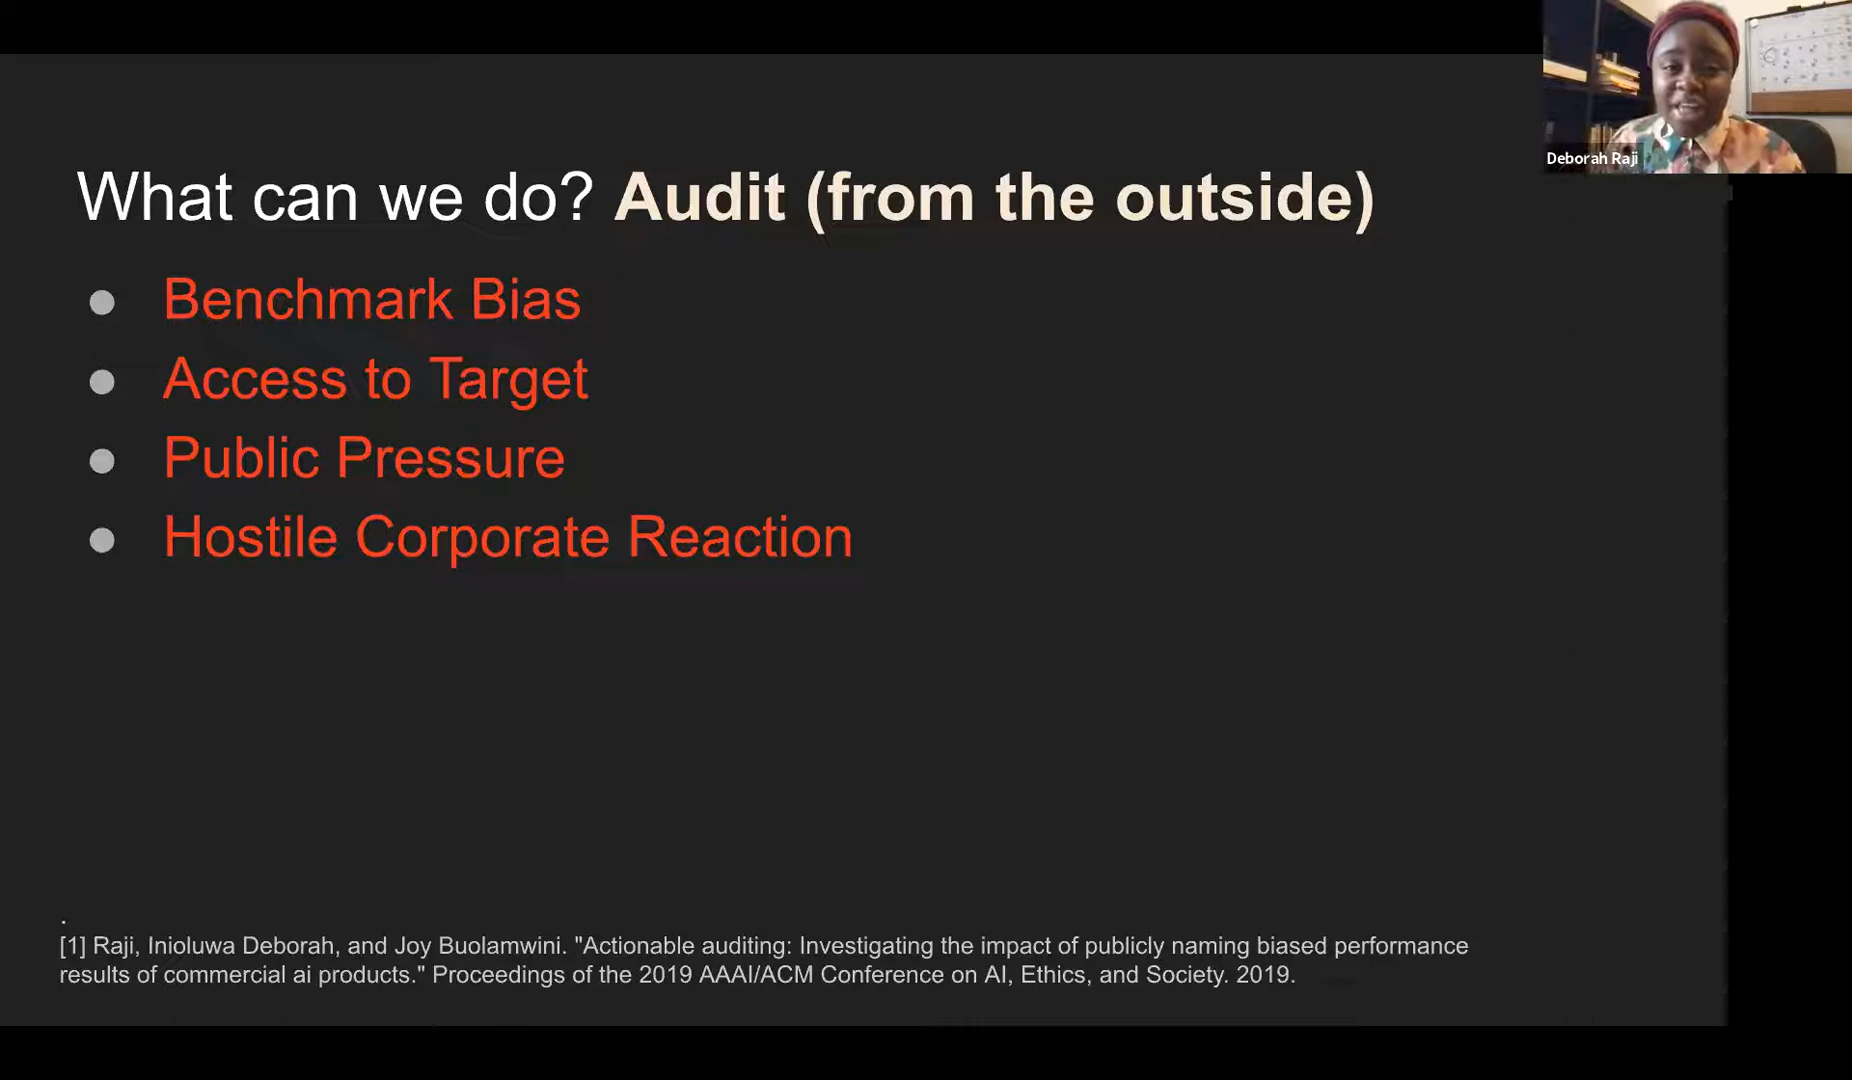 Deborah Raji
What can we do? Audit (from the outside)
● Benchmark Bias
● Access to Target
● Public Pressure
● Hostile Corporate Reaction
.
[1] Raji, Inioluwa Deborah, and Joy Buolamwini. "Actionable auditing: Investigating the impact of publicly naming biased performance
results of commercial ai products." Proceedings of the 2019 AAAI/ACM Conference on AI, Ethics, and Society. 2019.